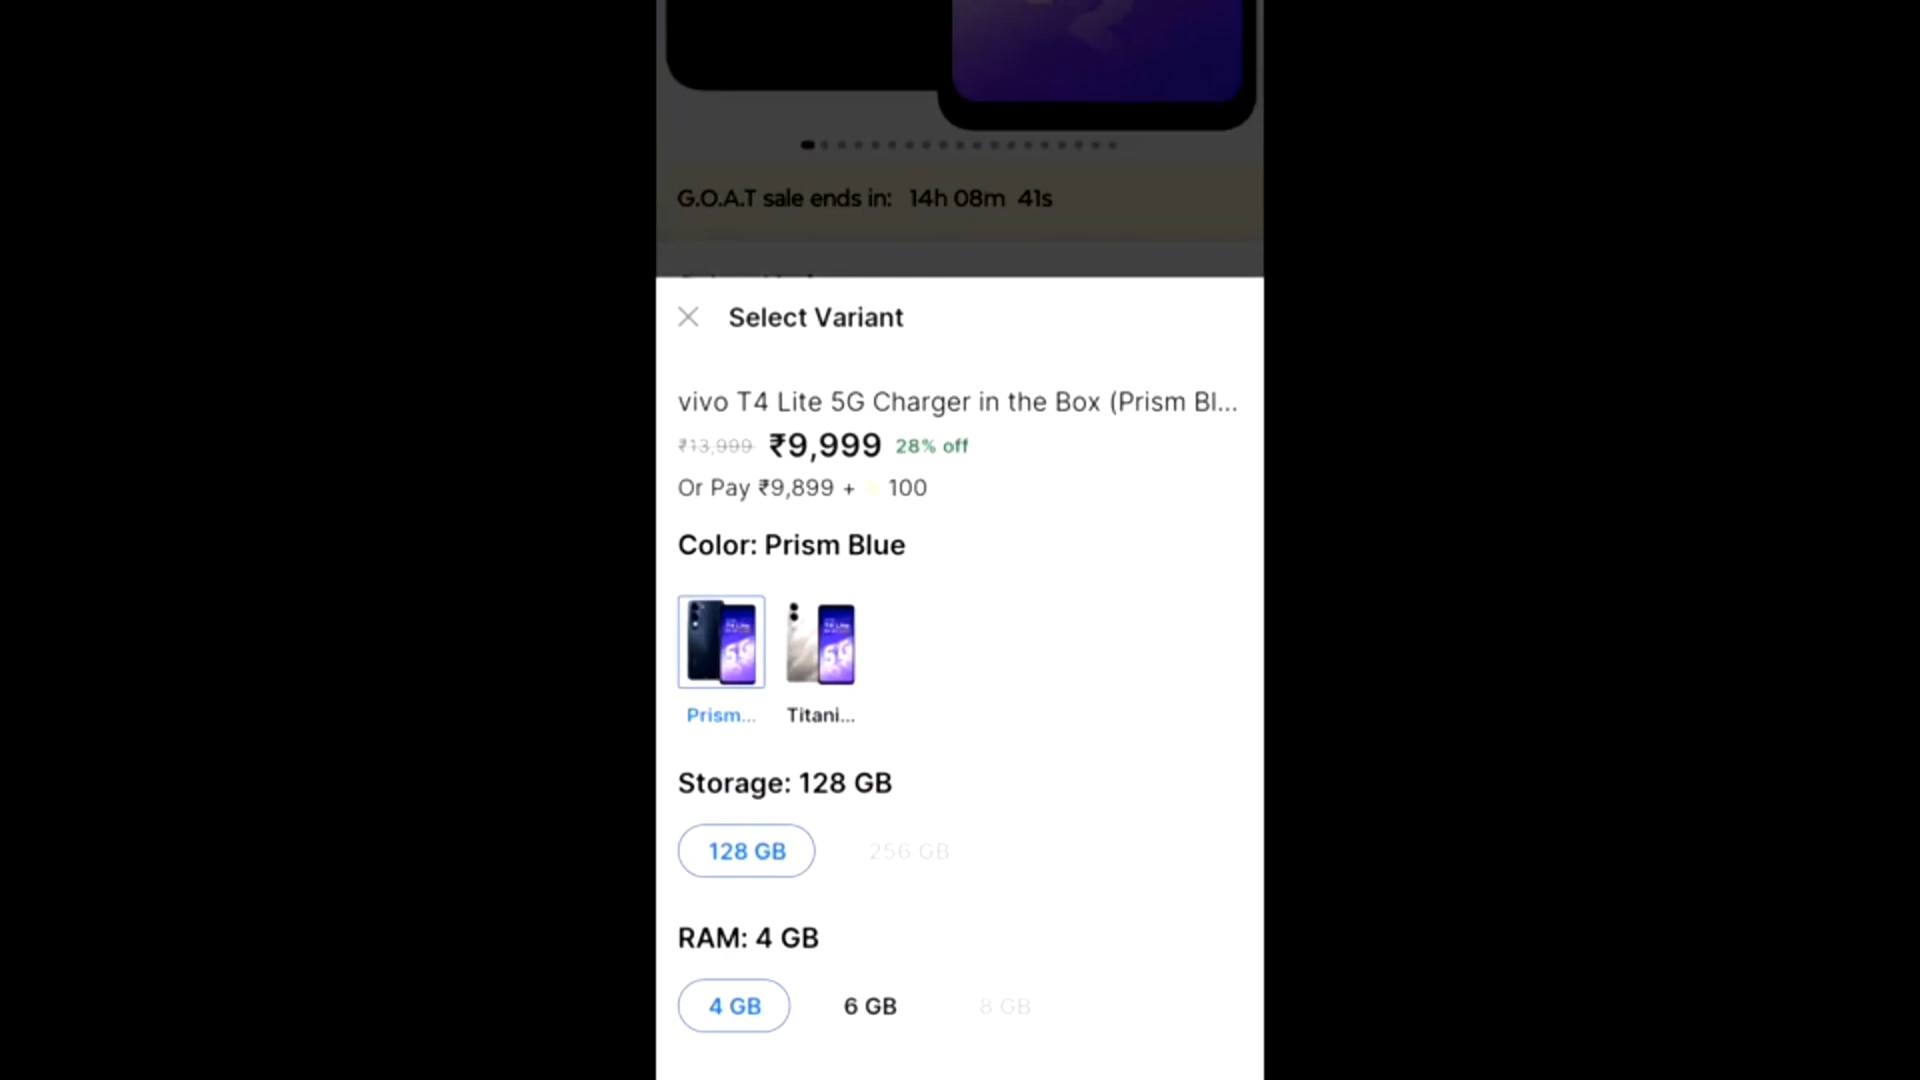 G.O.A.T sale ends in: 14h 08m 41s
Select Variant
vivo T4 Lite 5G Charger in the Box (Prism Bl...
₹13,999 ₹9,999 28% off
Or Pay ₹9,899 + 100
Color: Prism Blue
Prism... Titani...
Storage: 128 GB
128 GB 256 GB
RAM: 4 GB
4 GB 6 GB 8 GB